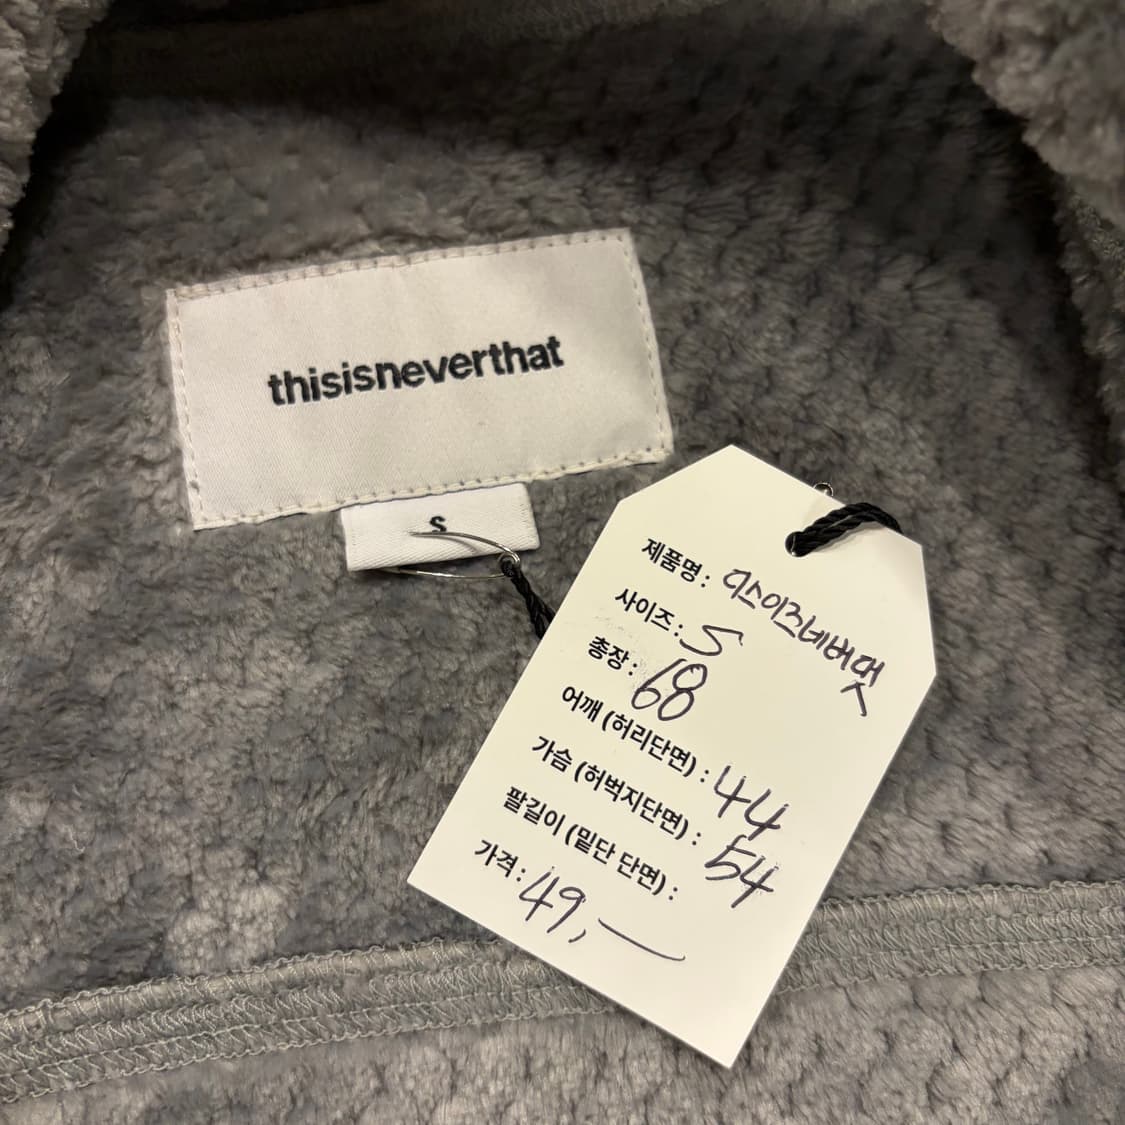 thisisneverthat
S
제품명 : 디스이즈네버댓
사이즈 : S
총장 : 68
어깨 (허리단면) : 44
가슴 (허벅지단면) : 54
팔길이 (밑단 단면) :
가격 : 49,—